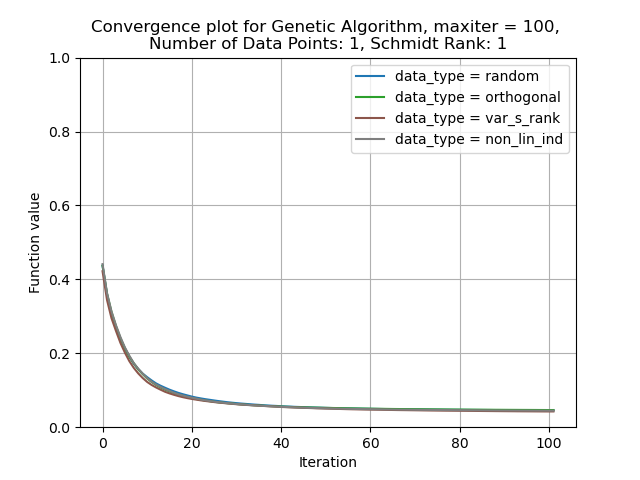 Convergence plot for Genetic Algorithm, maxiter = 100,
Number of Data Points: 1, Schmidt Rank: 1
data_type = random
data_type = orthogonal
data_type = var_s_rank
data_type = non_lin_ind
Function value
1.0
0.8
0.6
0.4
0.2
0.0
0 20 40 60 80 100
Iteration